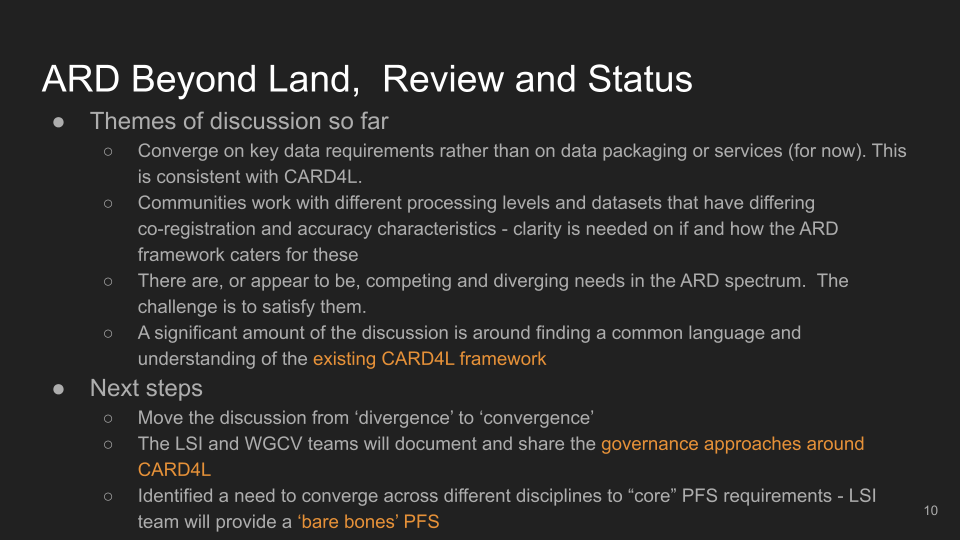 ARD Beyond Land,  Review and Status
● Themes of discussion so far
○ Converge on key data requirements rather than on data packaging or services (for now). This
is consistent with CARD4L.
○ Communities work with different processing levels and datasets that have differing
co-registration and accuracy characteristics - clarity is needed on if and how the ARD
framework caters for these
○ There are, or appear to be, competing and diverging needs in the ARD spectrum.  The
challenge is to satisfy them.
○ A significant amount of the discussion is around finding a common language and
understanding of the existing CARD4L framework
● Next steps
○ Move the discussion from ‘divergence’ to ‘convergence’
○ The LSI and WGCV teams will document and share the governance approaches around
CARD4L
○ Identified a need to converge across different disciplines to “core” PFS requirements - LSI
team will provide a ‘bare bones’ PFS
10